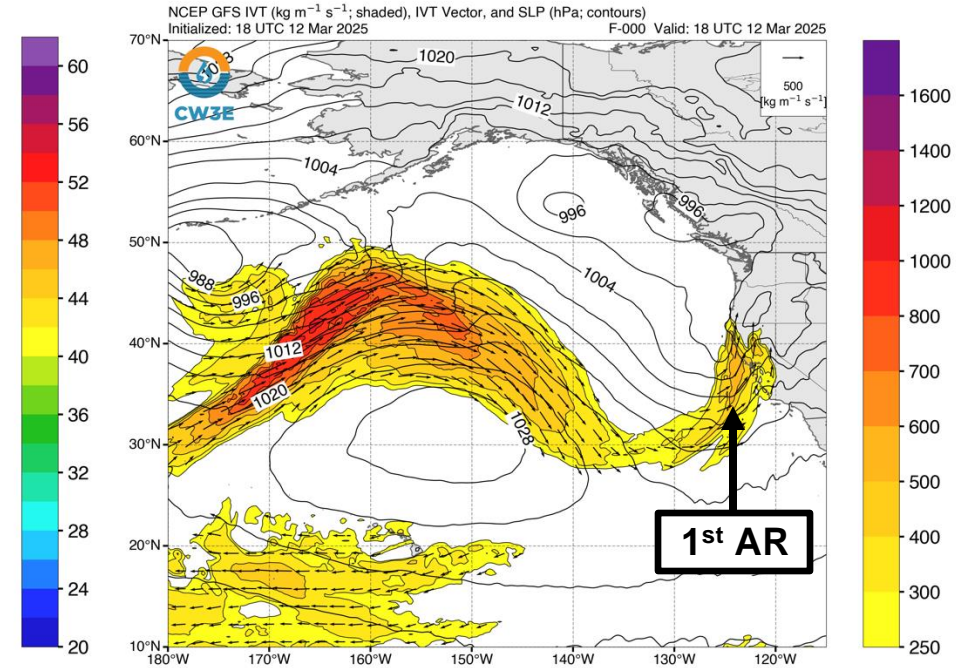 NCEP GFS IVT (kg m⁻¹ s⁻¹; shaded), IVT Vector, and SLP (hPa; contours)
Initialized: 18 UTC 12 Mar 2025 F-000 Valid: 18 UTC 12 Mar 2025
60
56
52
48
44
40
36
32
28
24
20
70°N
60°N
50°N
40°N
30°N
20°N
10°N
CW3E
1020
1012
1004
996
996
1004
988
996
1012
1020
1028
500
[kg m⁻¹ s⁻¹]
1st AR
180°W
170°W
160°W
150°W
140°W
130°W
120°W
1600
1400
1200
1000
800
700
600
500
400
300
250